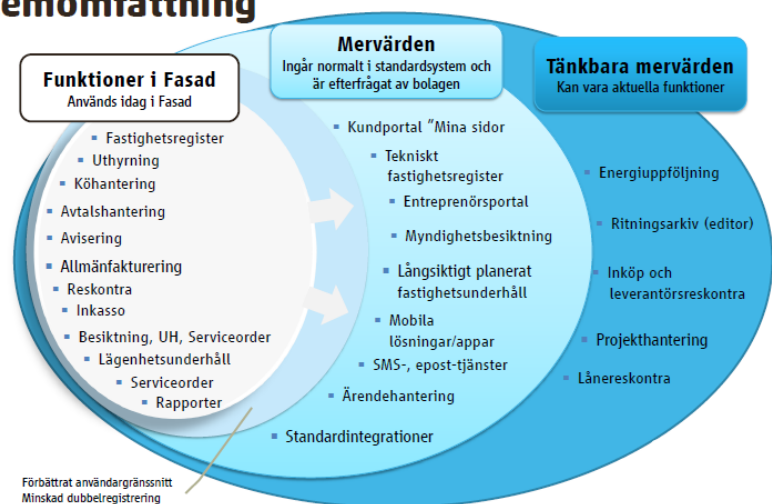 emomfattning
Funktioner i Fasad
Används idag i Fasad
Mervärden
Ingår normalt i standardsystem och
är efterfrågat av bolagen
Tänkbara mervärden
Kan vara aktuella funktioner
▪ Fastighetsregister
▪ Uthyrning
▪ Köhantering
▪ Avtalshantering
▪ Avisering
▪ Allmänfakturering
▪ Reskontra
▪ Inkasso
▪ Besiktning, UH, Serviceorder
▪ Lägenhetsunderhåll
▪ Serviceorder
▪ Rapporter
▪ Kundportal ”Mina sidor
▪ Tekniskt
fastighetsregister
▪ Entreprenörsportal
▪ Myndighetsbesiktning
▪ Långsiktigt planerat
fastighetsunderhåll
▪ Mobila
lösningar/appar
▪ SMS-, epost-tjänster
▪ Ärendehantering
▪ Standardintegrationer
▪ Energiuppföljning
▪ Ritningsarkiv (editor)
▪ Inköp och
leverantörsreskontra
▪ Projekthantering
▪ Lånereskontra
Förbättrat användargränssnitt
Minskad dubbelregistrering